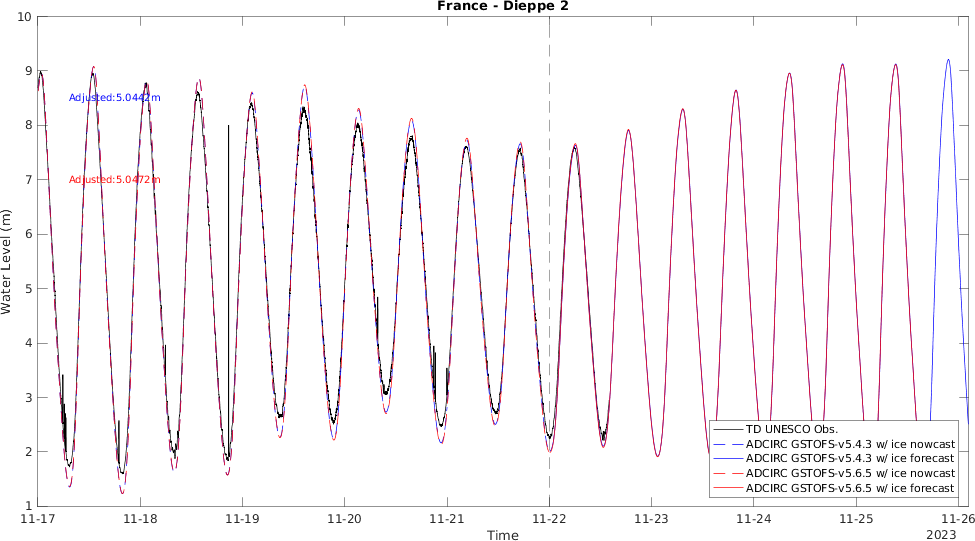 France - Dieppe 2
10
9
8
7
6
5
4
3
2
1
Water Level (m)
Adjusted:5.0442m
Adjusted:5.0472m
TD UNESCO Obs.
ADCIRC GSTOFS-v5.4.3 w/ ice nowcast
ADCIRC GSTOFS-v5.4.3 w/ ice forecast
ADCIRC GSTOFS-v5.6.5 w/ ice nowcast
ADCIRC GSTOFS-v5.6.5 w/ ice forecast
11-17 11-18 11-19 11-20 11-21 11-22 11-23 11-24 11-25 11-26
Time
2023